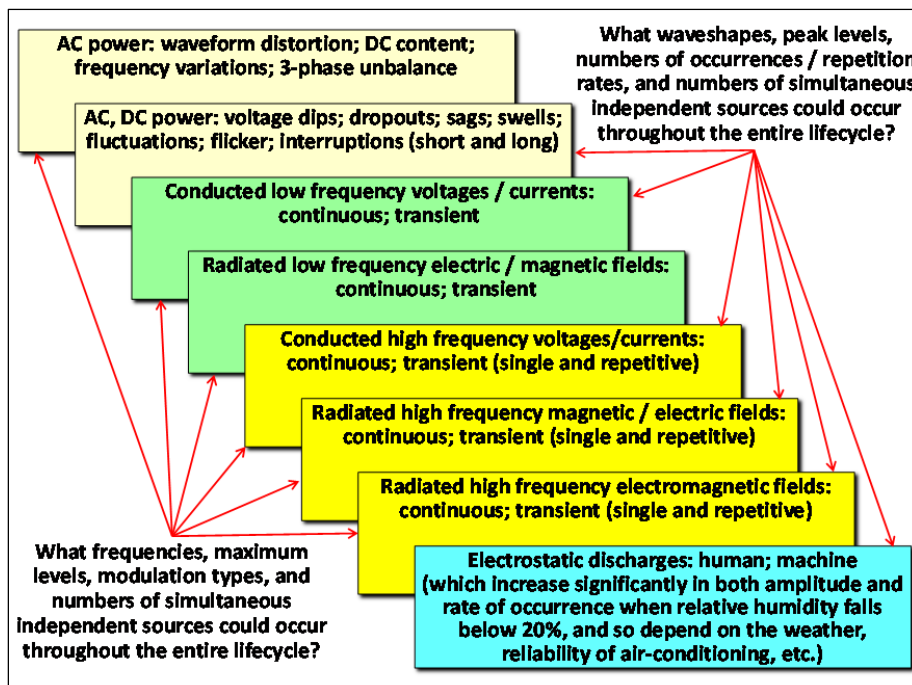 AC power: waveform distortion; DC content;
frequency variations; 3-phase unbalance
What waveshapes, peak levels,
numbers of occurrences / repetition
rates, and numbers of simultaneous
independent sources could occur
throughout the entire lifecycle?
AC, DC power: voltage dips; dropouts; sags; swells;
fluctuations; flicker; interruptions (short and long)
Conducted low frequency voltages / currents:
continuous; transient
Radiated low frequency electric / magnetic fields:
continuous; transient
Conducted high frequency voltages/currents:
continuous; transient (single and repetitive)
Radiated high frequency magnetic / electric fields:
continuous; transient (single and repetitive)
Radiated high frequency electromagnetic fields:
continuous; transient (single and repetitive)
What frequencies, maximum
levels, modulation types, and
numbers of simultaneous
independent sources could occur
throughout the entire lifecycle?
Electrostatic discharges: human; machine
(which increase significantly in both amplitude and
rate of occurrence when relative humidity falls
below 20%, and so depend on the weather,
reliability of air-conditioning, etc.)